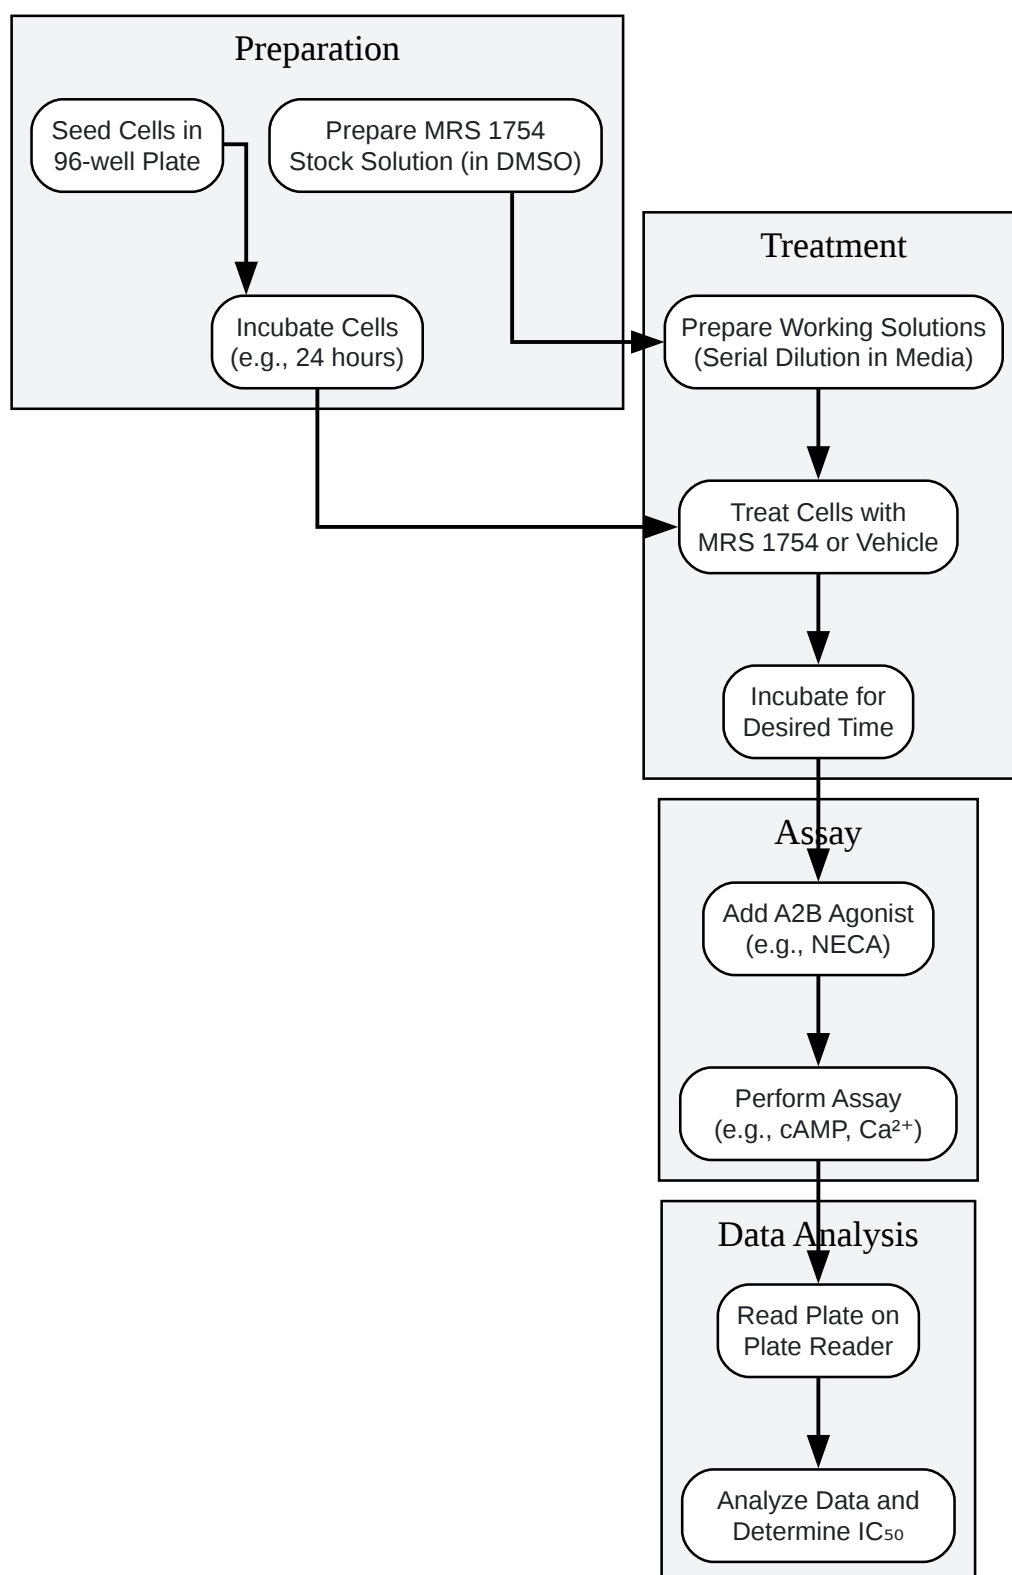 Preparation
Seed Cells in
96-well Plate
Prepare MRS 1754
Stock Solution (in DMSO)
Incubate Cells
(e.g., 24 hours)
Treatment
Prepare Working Solutions
(Serial Dilution in Media)
Treat Cells with
MRS 1754 or Vehicle
Incubate for
Desired Time
Assay
Add A2B Agonist
(e.g., NECA)
Perform Assay
(e.g., cAMP, Ca²⁺)
Data Analysis
Read Plate on
Plate Reader
Analyze Data and
Determine IC₅₀